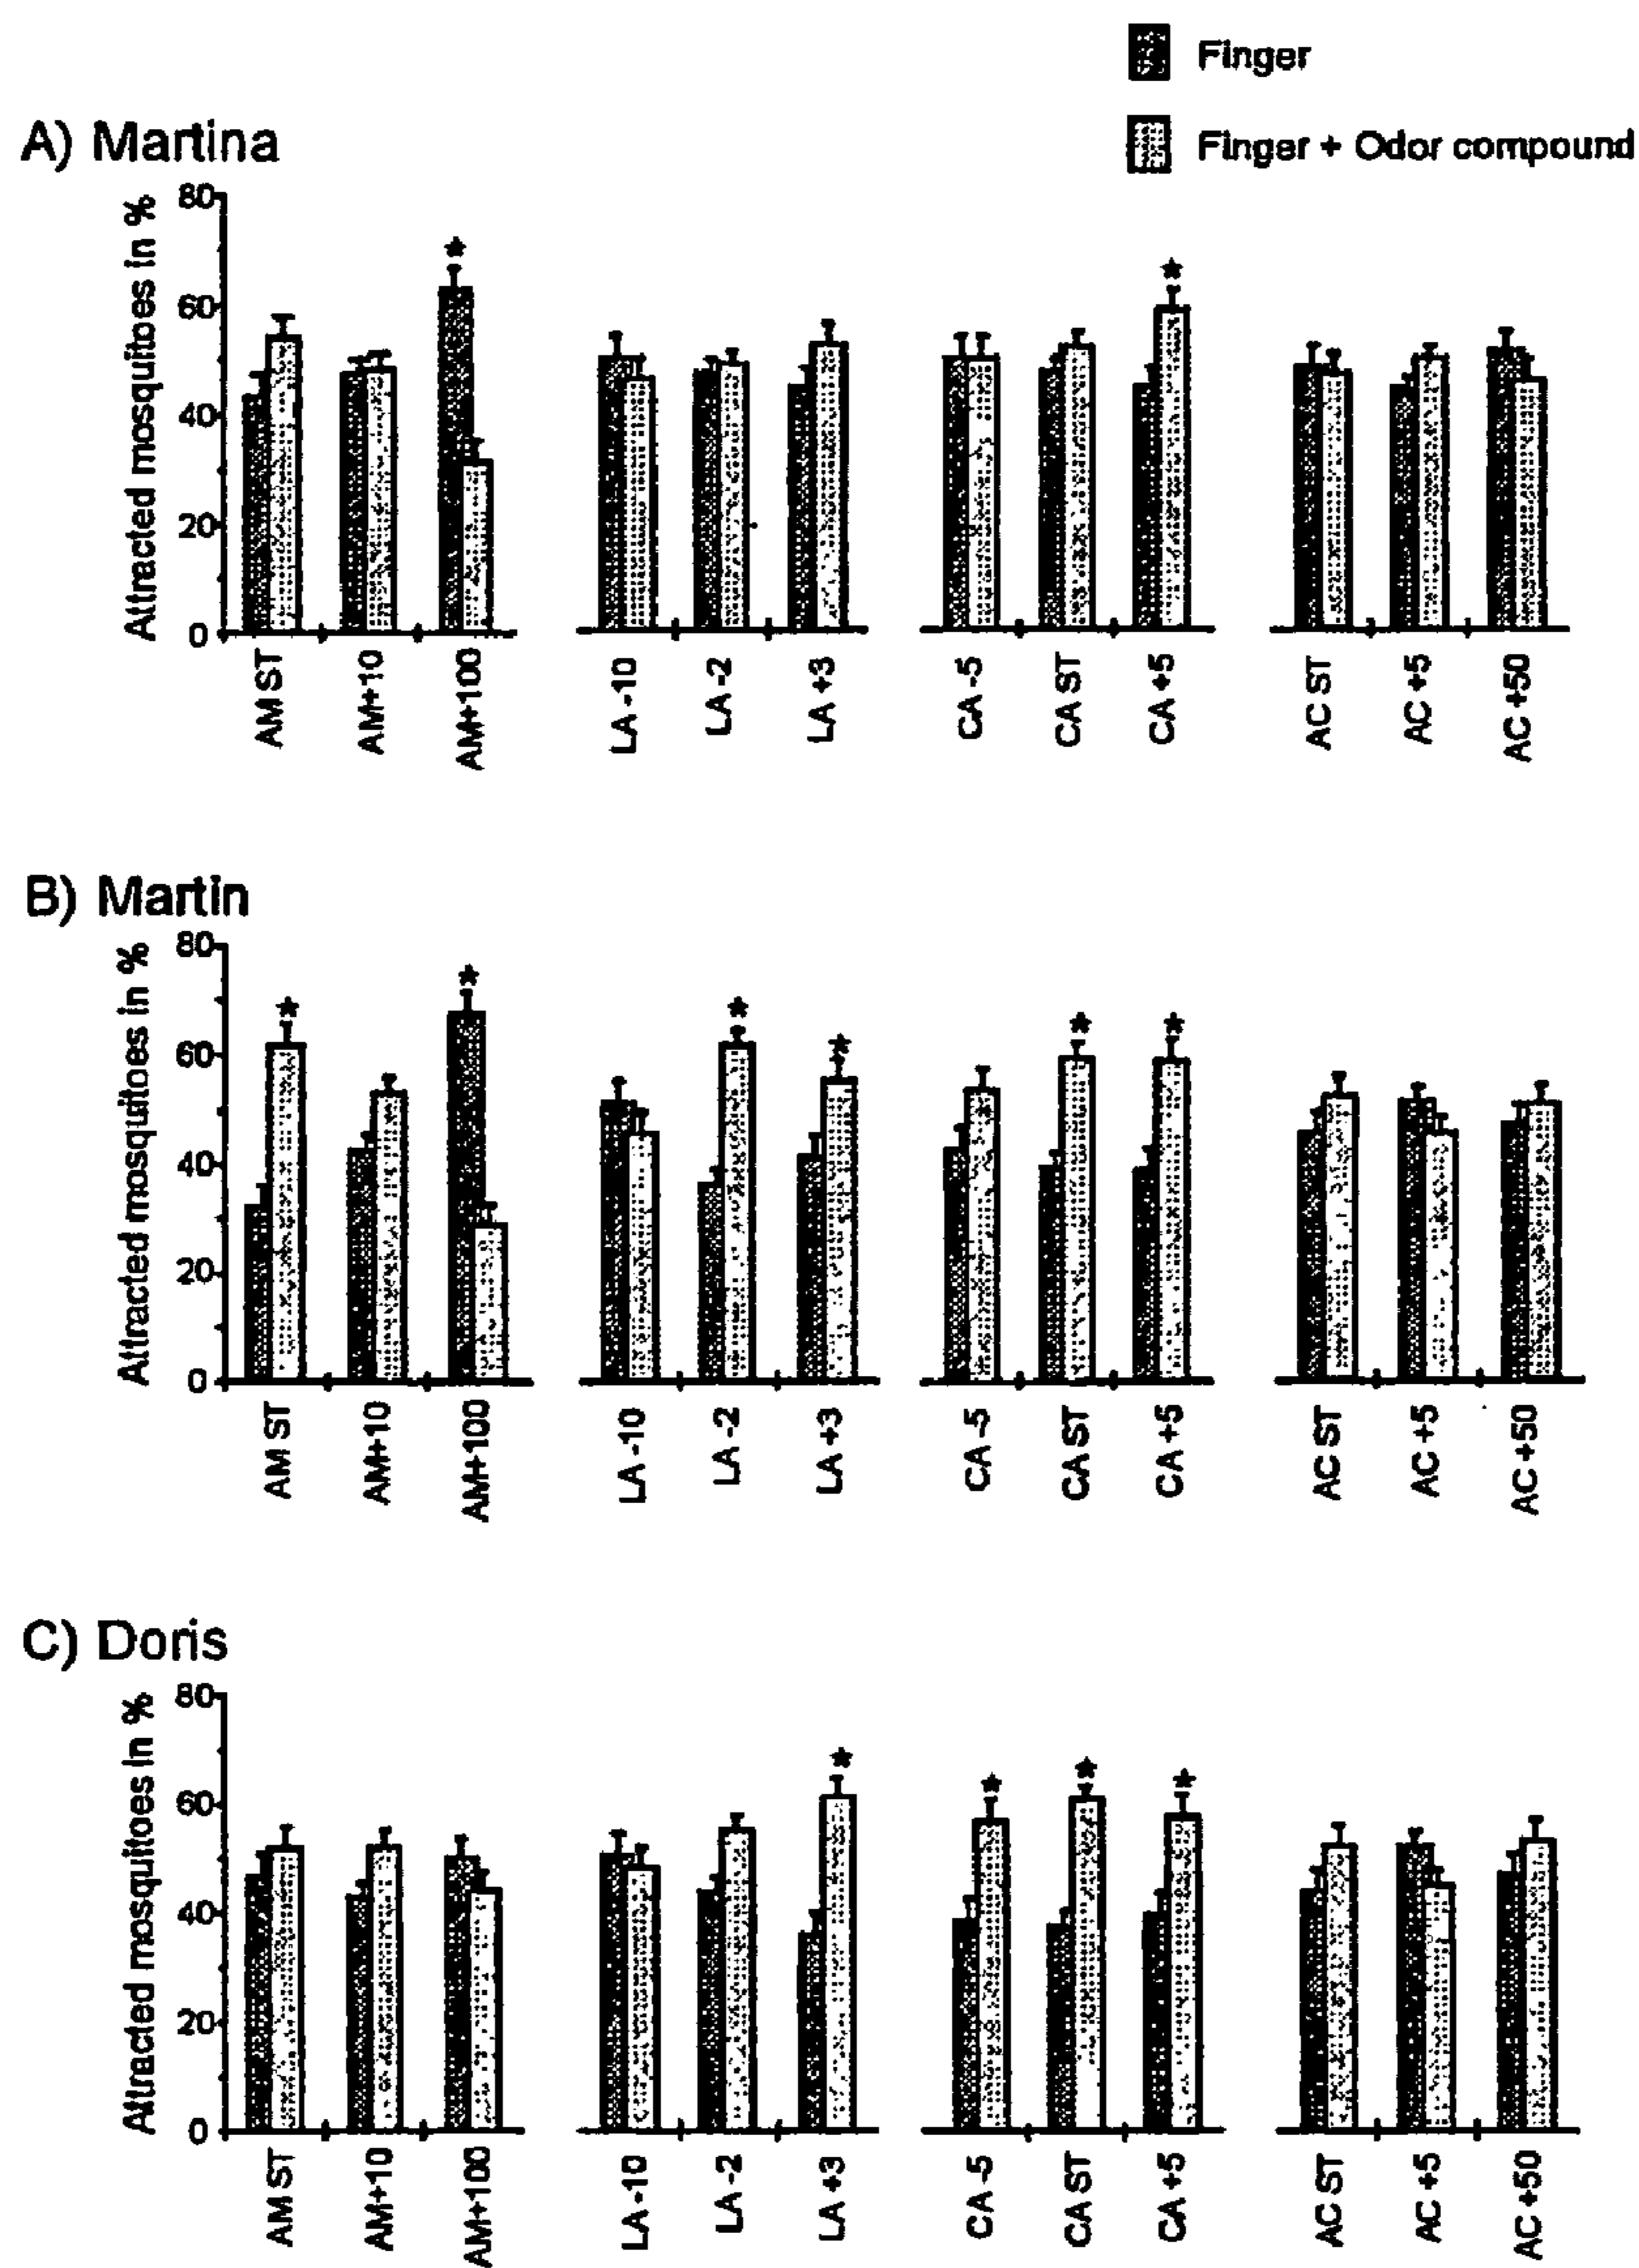 Finger
Finger + Odor compound
A) Martina
Attracted mosquitoes in %
80
60
40
20
0
AM ST
AM+10
AM+100
LA -10
LA -2
LA +3
CA -5
CA ST
CA +5
AC ST
AC +5
AC +50
B) Martin
Attracted mosquitoes in %
80
60
40
20
0
AM ST
AM+10
AM+100
LA -10
LA -2
LA +3
CA -5
CA ST
CA +5
AC ST
AC +5
AC +50
C) Doris
Attracted mosquitoes in %
80
60
40
20
0
AM ST
AM+10
AM+100
LA -10
LA -2
LA +3
CA -5
CA ST
CA +5
AC ST
AC +5
AC +50